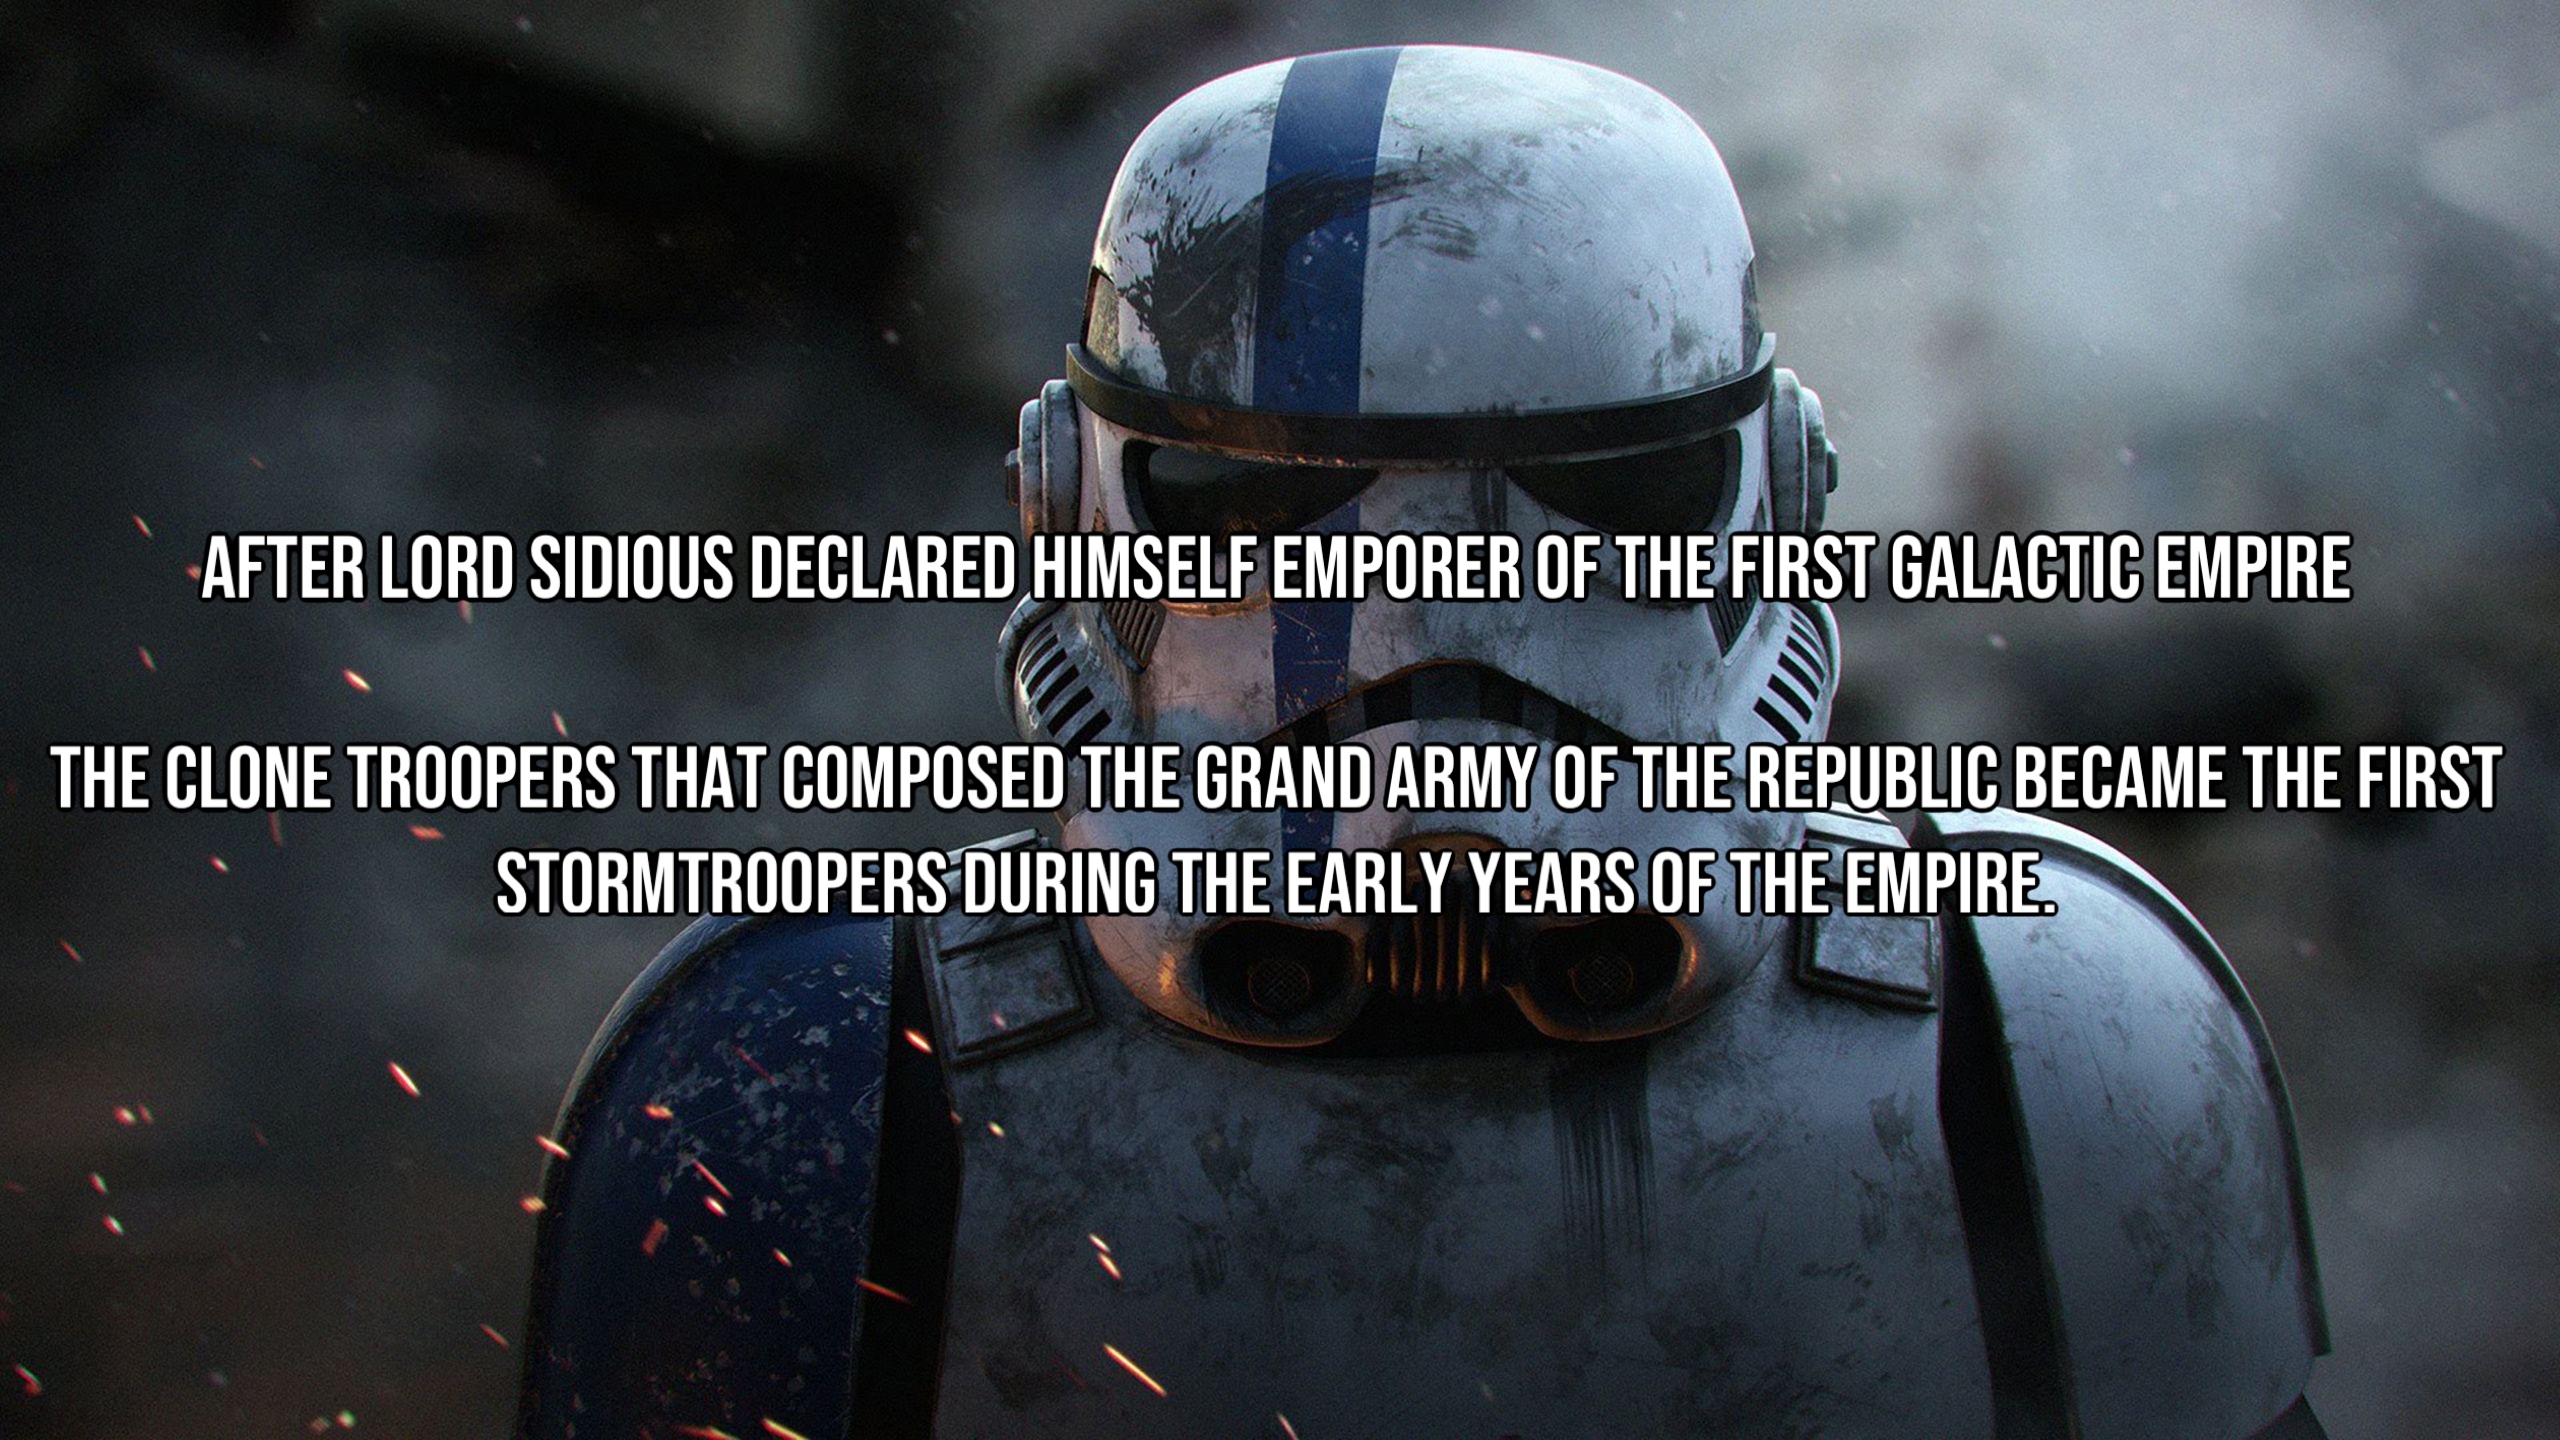 AFTER LORD SIDIOUS DECLARED HIMSELF EMPORER OF THE FIRST GALACTIC EMPIRE
THE CLONE TROOPERS THAT COMPOSED THE GRAND ARMY OF THE REPUBLIC BECAME THE FIRST
STORMTROOPERS DURING THE EARLY YEARS OF THE EMPIRE.